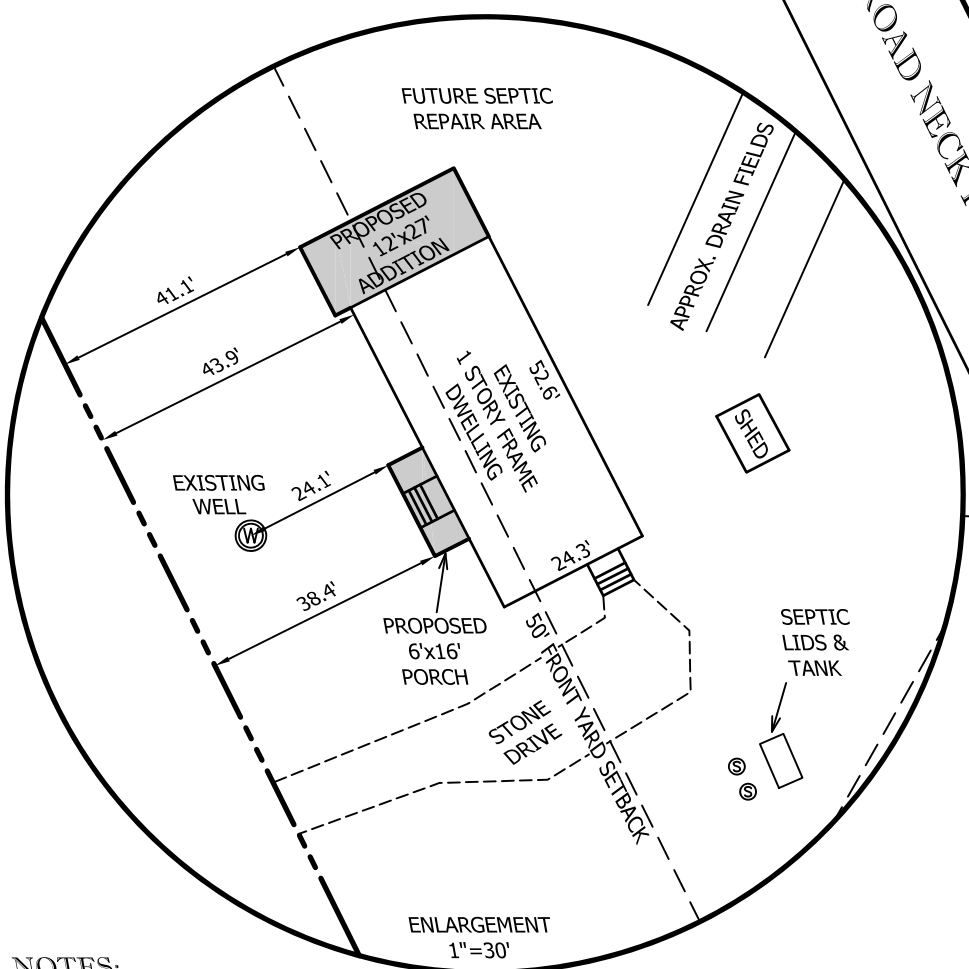 FUTURE SEPTIC
REPAIR AREA
OAD NECK
PROPOSED
12'x27'
ADDITION
APPROX. DRAIN FIELDS
41.1'
43.9'
EXISTING
1 STORY FRAME
DWELLING
52.6'
SHED
EXISTING
WELL
W
24.1'
38.4'
24.3'
PROPOSED
6'x16'
PORCH
50' FRONT YARD SETBACK
STONE
DRIVE
SEPTIC
LIDS &
TANK
S
S
ENLARGEMENT
1"=30'
NOTES: